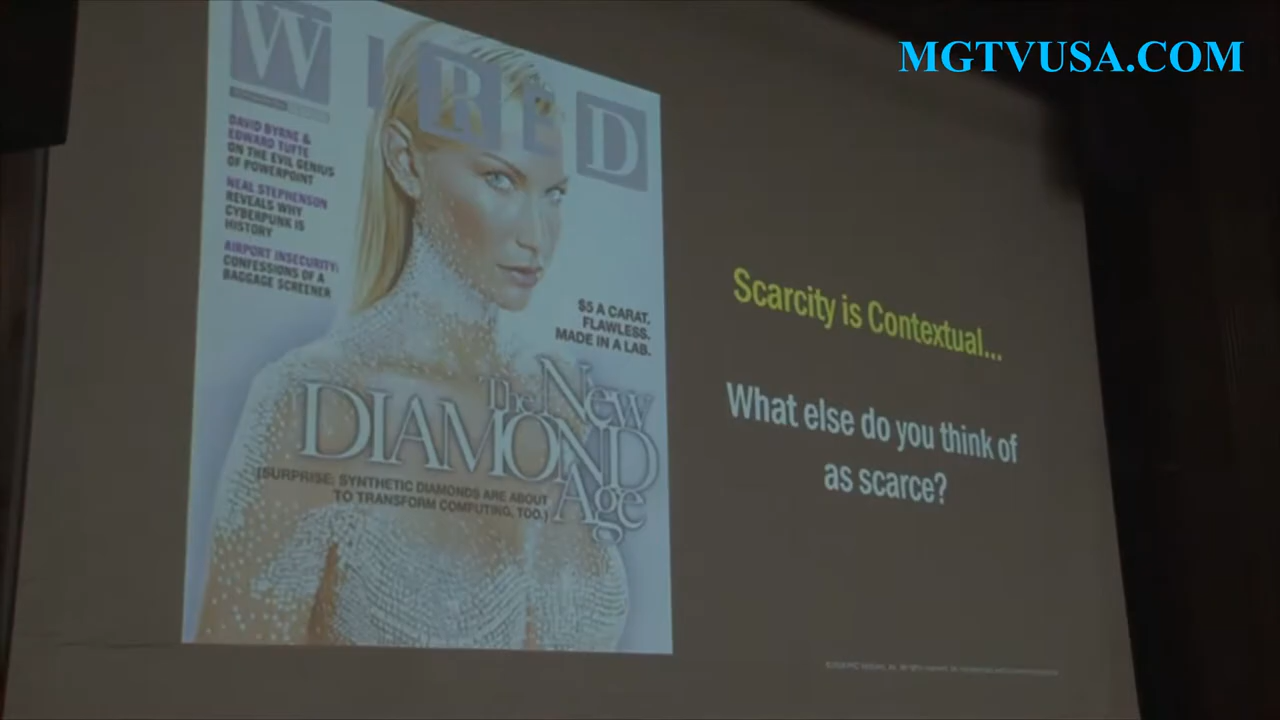 MGTVUSA.COM
WIRED
DAVID BYRNE &
EDWARD TUFTE
ON THE EVIL GENIUS
OF POWERPOINT
NEAL STEPHENSON
REVEALS WHY
CYBERPUNK IS
HISTORY
AIRPORT INSECURITY:
CONFESSIONS OF A
BAGGAGE SCREENER
$5 A CARAT.
FLAWLESS.
MADE IN A LAB.
The New
DIAMOND
Age
(SURPRISE: SYNTHETIC DIAMONDS ARE ABOUT
TO TRANSFORM COMPUTING, TOO.)
Scarcity is Contextual...
What else do you think of
as scarce?